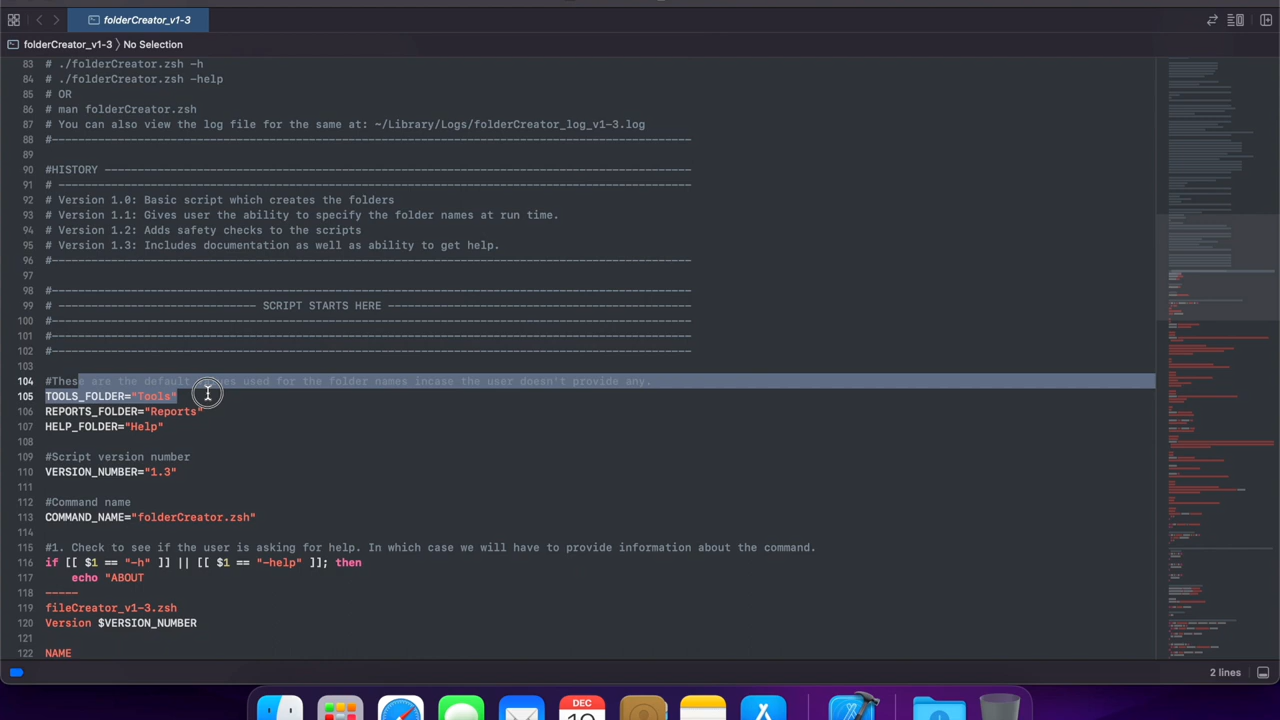 folderCreator_v1-3
folderCreator_v1-3 〉 No Selection
83 # ./folderCreator.zsh -h
84 # ./folderCreator.zsh -help
85 # OR
86 # man folderCreator.zsh
87 # You can also view the log file for the same at: ~/Library/Logs/folderCreator_log_v1-3.log
88 #--------------------------------------------------------------------------------------------------
89
90 #HISTORY -----------------------------------------------------------------------------------------
91 # ------------------------------------------------------------------------------------------------
92 # Version 1.0: Basic script which creates the folders
93 # Version 1.1: Gives user the ability to specify the folder names at run time.
94 # Version 1.2: Adds safety checks to the scripts
95 # Version 1.3: Includes documentation as well as ability to get help.
96 #--------------------------------------------------------------------------------------------------
97
98 #--------------------------------------------------------------------------------------------------
99 # ------------------------------ SCRIPT STARTS HERE ----------------------------------------------
100 #--------------------------------------------------------------------------------------------------
101 #--------------------------------------------------------------------------------------------------
102 #--------------------------------------------------------------------------------------------------
103
104 #These are the default used for the folder names incase the user doesn't provide any.
105 TOOLS_FOLDER="Tools"
106 REPORTS_FOLDER="Reports"
107 HELP_FOLDER="Help"
108
109 #Script version number
110 VERSION_NUMBER="1.3"
111
112 #Command name
113 COMMAND_NAME="folderCreator.zsh"
114
115 #1. Check to see if the user is asking for help. In which case we will have to provide information about the command.
116 if [[ $1 == "-h" ]] || [[ $1 == "-help" ]]; then
117 echo "ABOUT
118 -----
119 fileCreator_v1-3.zsh
120 Version $VERSION_NUMBER
121
122 NAME
2 lines
DEC